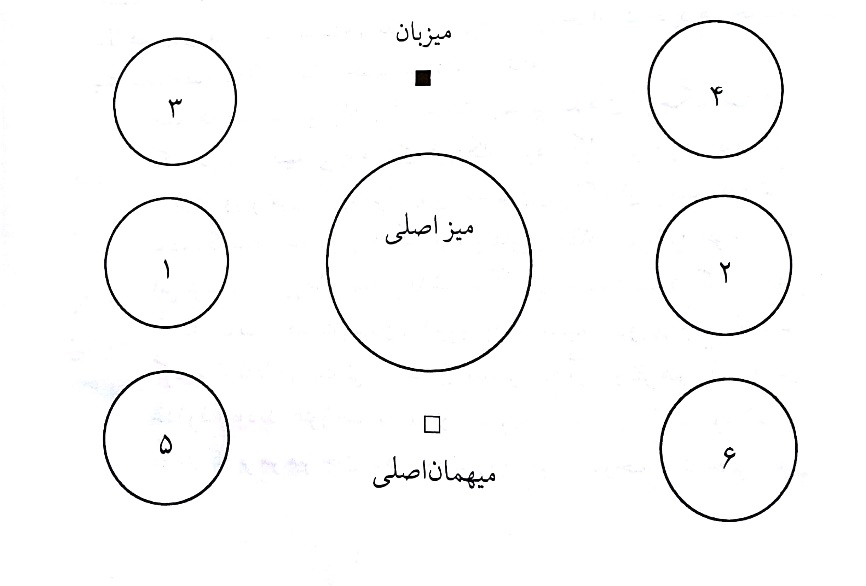 میزبان
۴
۳
میز اصلی
۲
۱
میهمان‌اصلی
۶
۵